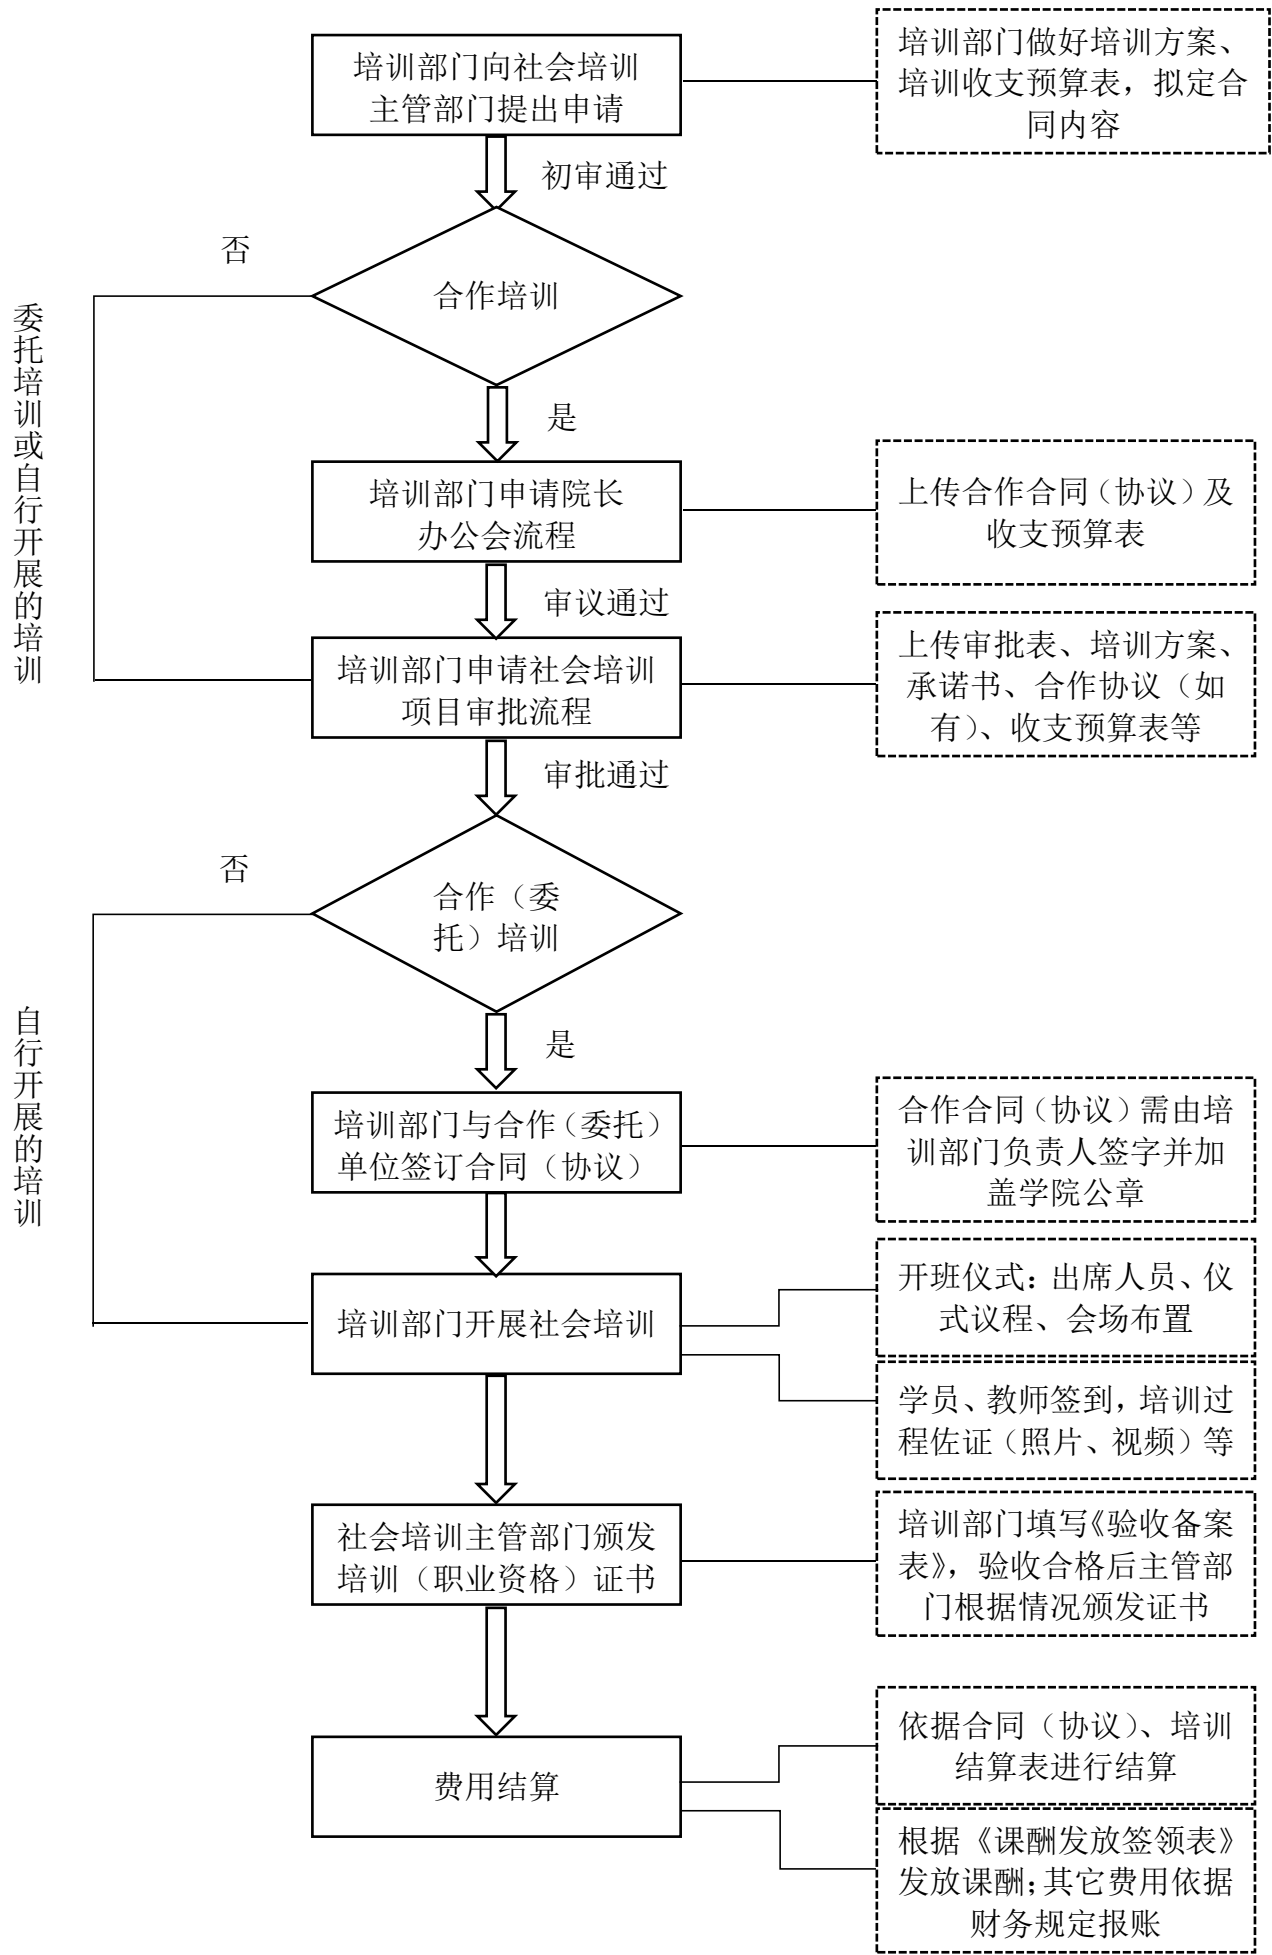 培训部门向社会培训
主管部门提出申请
培训部门做好培训方案、
培训收支预算表，拟定合
同内容
初审通过
否
合作培训
委托培训或自行开展的培训
是
培训部门申请院长
办公会流程
上传合作合同（协议）及
收支预算表
审议通过
培训部门申请社会培训
项目审批流程
上传审批表、培训方案、
承诺书、合作协议（如
有）、收支预算表等
审批通过
否
合作（委
托）培训
自行开展的培训
是
培训部门与合作（委托）
单位签订合同（协议）
合作合同（协议）需由培
训部门负责人签字并加
盖学院公章
培训部门开展社会培训
开班仪式：出席人员、仪
式议程、会场布置
学员、教师签到，培训过
程佐证（照片、视频）等
社会培训主管部门颁发
培训（职业资格）证书
培训部门填写《验收备案
表》，验收合格后主管部
门根据情况颁发证书
费用结算
依据合同（协议）、培训
结算表进行结算
根据《课酬发放签领表》
发放课酬；其它费用依据
财务规定报账